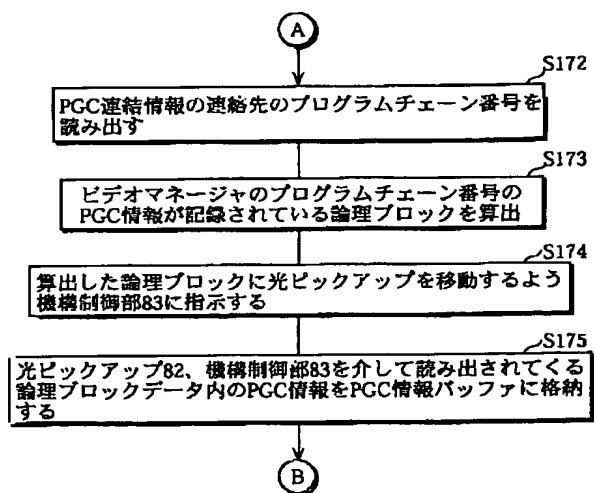 A
S172
PGC連結情報の連絡先のプログラムチェーン番号を
読み出す
S173
ビデオマネージャのプログラムチェーン番号の
PGC情報が記録されている論理ブロックを算出
S174
算出した論理ブロックに光ピックアップを移動するよう
機構制御部83に指示する
S175
光ピックアップ82、機構制御部83を介して読み出されてくる
論理ブロックデータ内のPGC情報をPGC情報バッファに格納
する
B